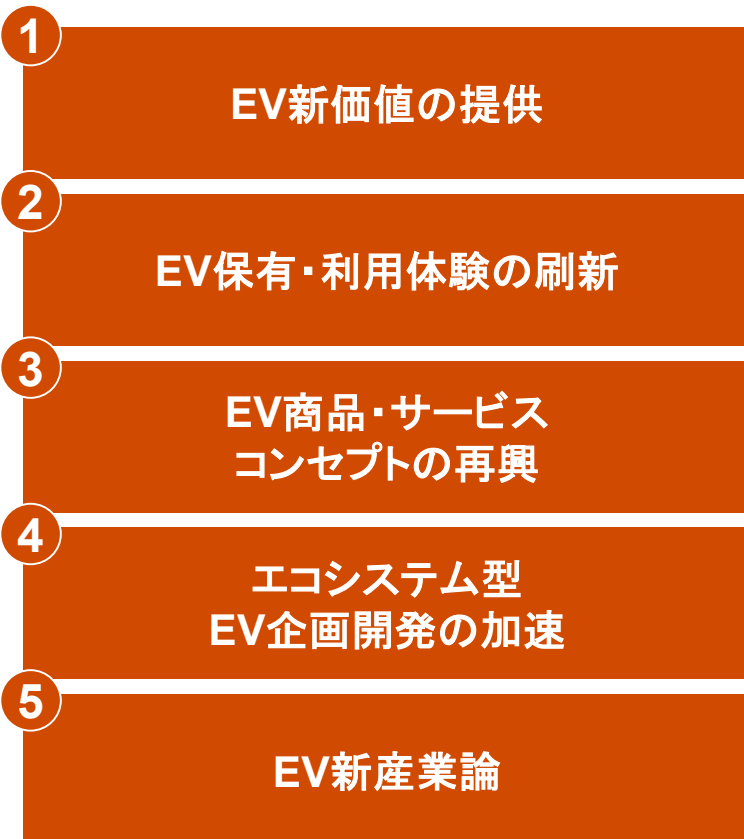 1
EV新価値の提供
2
EV保有・利用体験の刷新
3
EV商品・サービス
コンセプトの再興
4
エコシステム型
EV企画開発の加速
5
EV新産業論